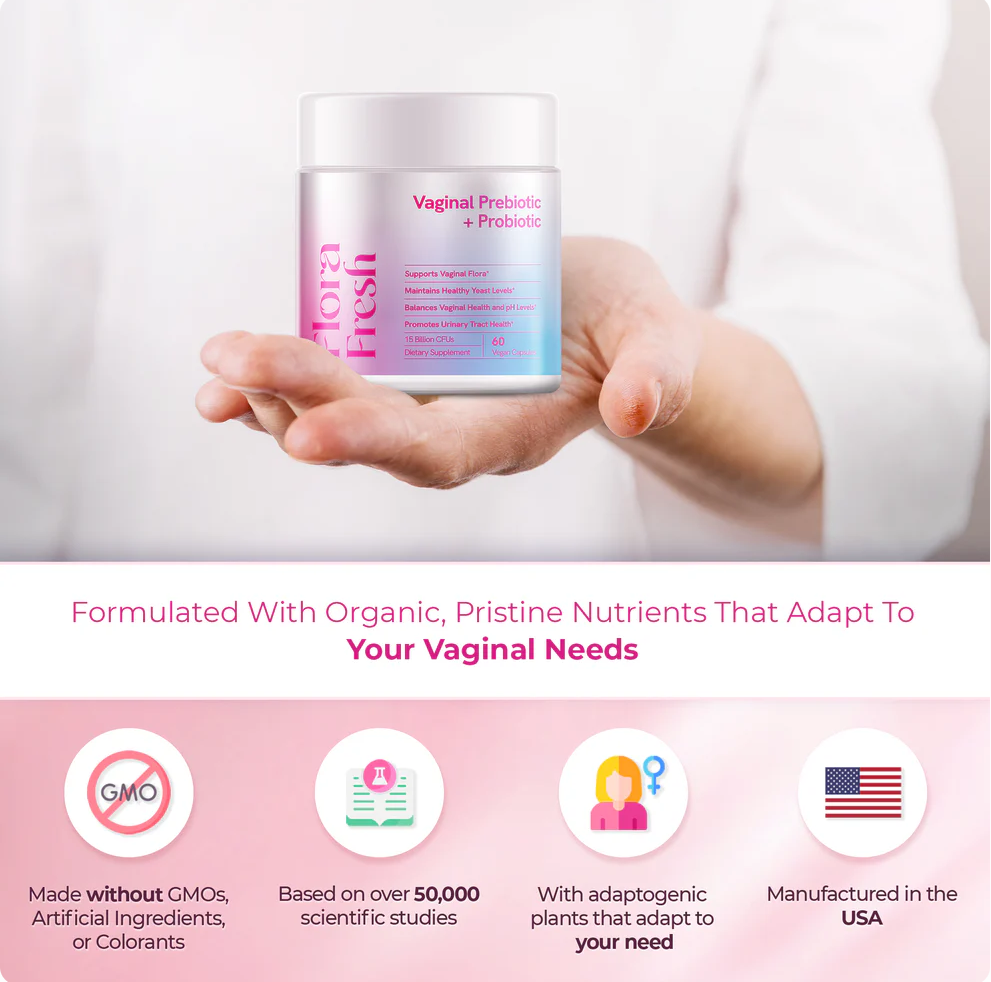 Vaginal Prebiotic
+ Probiotic
Flora
Fresh
Supports Vaginal Flora*
Maintains Healthy Yeast Levels*
Balances Vaginal Health and pH Levels*
Promotes Urinary Tract Health*
15 Billion CFUs
60
Dietary Supplement
Vegan Capsules
Formulated With Organic, Pristine Nutrients That Adapt To
Your Vaginal Needs
GMO
Made without GMOs,
Artificial Ingredients,
or Colorants
Based on over 50,000
scientific studies
With adaptogenic
plants that adapt to
your need
Manufactured in the
USA